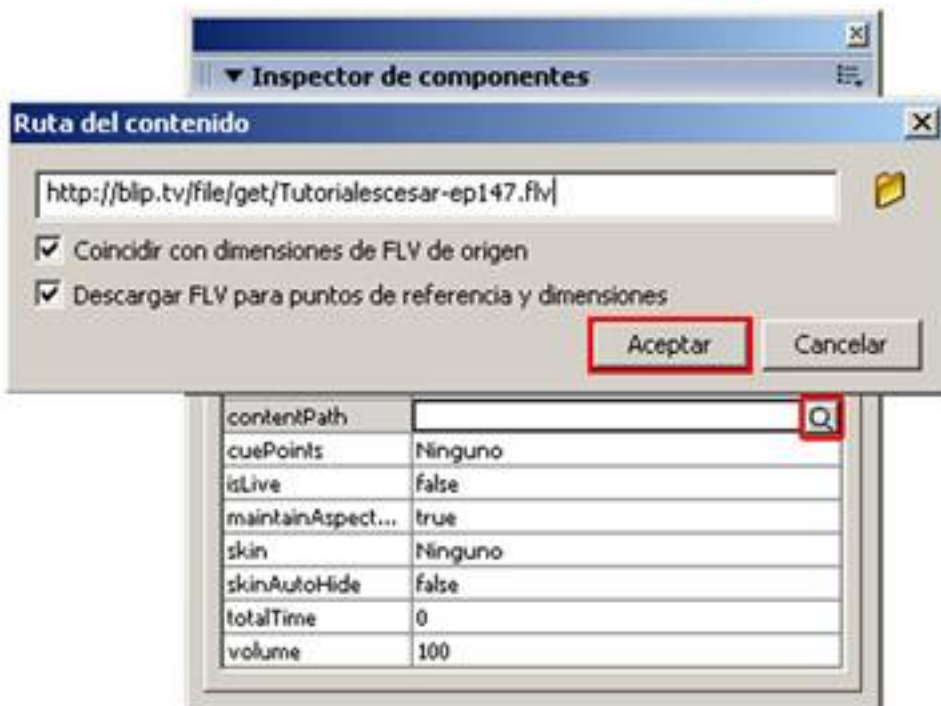 Inspector de componentes
Ruta del contenido
http://blip.tv/file/get/Tutorialescesar-ep147.flv
Coincidir con dimensiones de FLV de origen
Descargar FLV para puntos de referencia y dimensiones
Aceptar Cancelar
contentPath
cuePoints Ninguno
isLive false
maintainAspect... true
skin Ninguno
skinAutoHide false
totalTime 0
volume 100